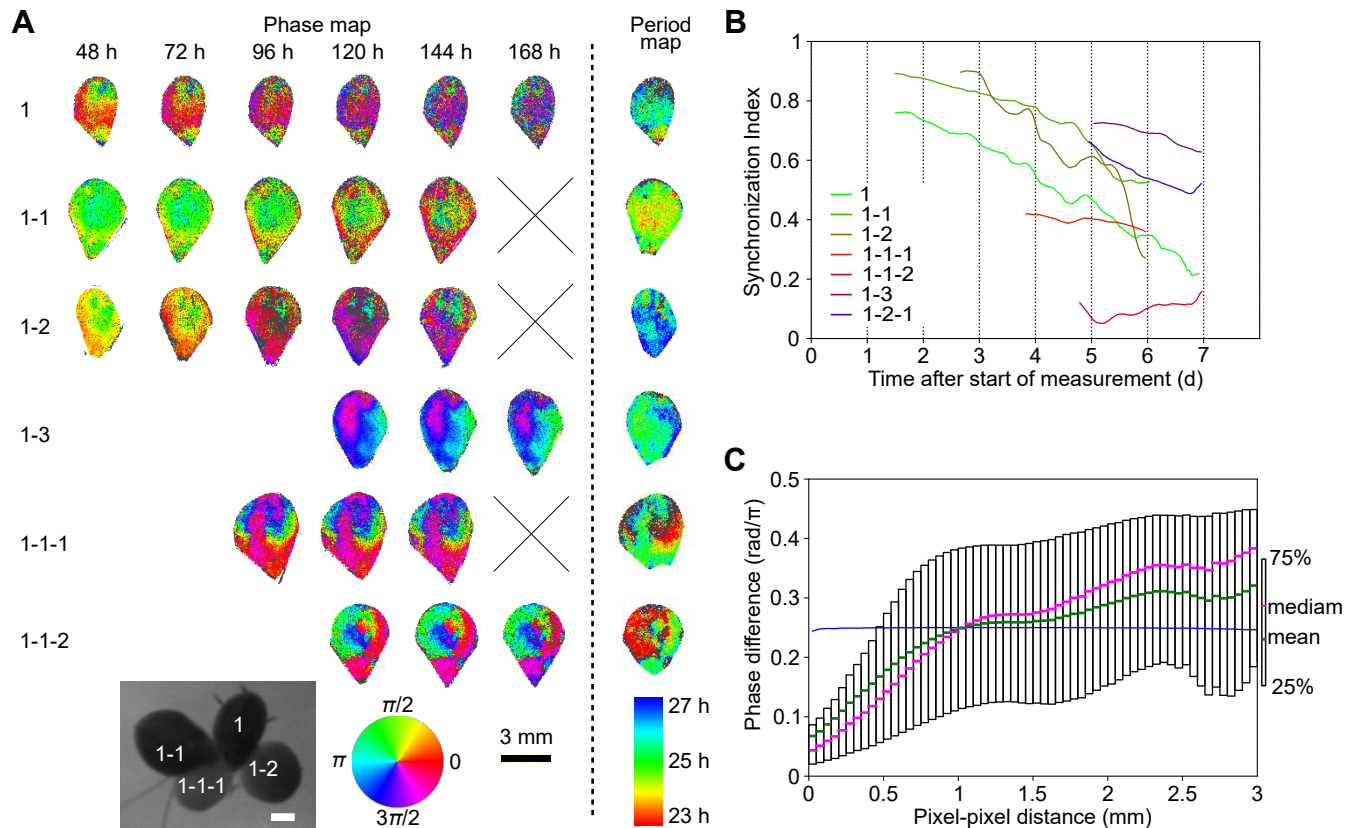 A
Phase map
48 h 72 h 96 h 120 h 144 h 168 h
Period
map
1
1-1
1-2
1-3
1-1-1
1-1-2
1
1-1
1-1-1
1-2
π/2
π
0
3π/2
3 mm
27 h
25 h
23 h
B
Synchronization Index
1
0.8
0.6
0.4
0.2
0
1
1-1
1-2
1-1-1
1-1-2
1-3
1-2-1
0 1 2 3 4 5 6 7 8
Time after start of measurement (d)
C
Phase difference (rad/π)
0.5
0.4
0.3
0.2
0.1
0
75%
mediam
mean
25%
0 0.5 1 1.5 2 2.5 3
Pixel-pixel distance (mm)